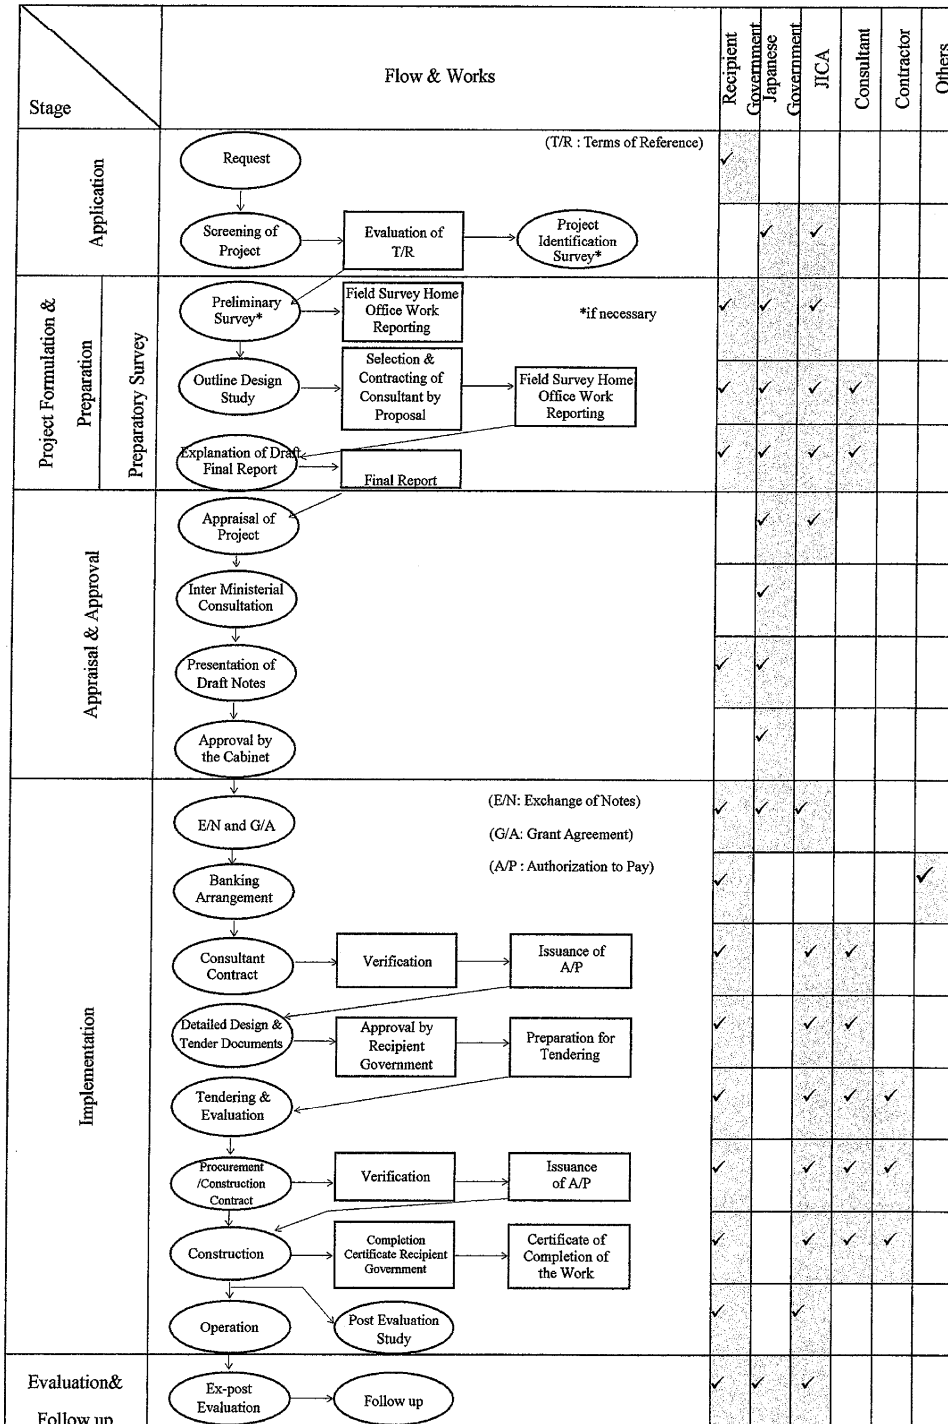 Stage
Flow & Works
Recipient
Government
Japanese
Government
JICA
Consultant
Contractor
Others
Application
(T/R : Terms of Reference)
Request
Screening of
Project
Evaluation of
T/R
Project
Identification
Survey*
Project Formulation &
Preparation
Preparatory Survey
Preliminary
Survey*
Field Survey Home
Office Work
Reporting
*if necessary
Outline Design
Study
Selection &
Contracting of
Consultant by
Proposal
Field Survey Home
Office Work
Reporting
Explanation of Draft
Final Report
Final Report
Appraisal & Approval
Appraisal of
Project
Inter Ministerial
Consultation
Presentation of
Draft Notes
Approval by
the Cabinet
Implementation
E/N and G/A
(E/N: Exchange of Notes)
(G/A: Grant Agreement)
(A/P : Authorization to Pay)
Banking
Arrangement
Consultant
Contract
Verification
Issuance of
A/P
Detailed Design &
Tender Documents
Approval by
Recipient
Government
Preparation for
Tendering
Tendering &
Evaluation
Procurement
/Construction
Contract
Verification
Issuance
of A/P
Construction
Completion
Certificate Recipient
Government
Certificate of
Completion of
the Work
Operation
Post Evaluation
Study
Evaluation&
Follow up
Ex-post
Evaluation
Follow up